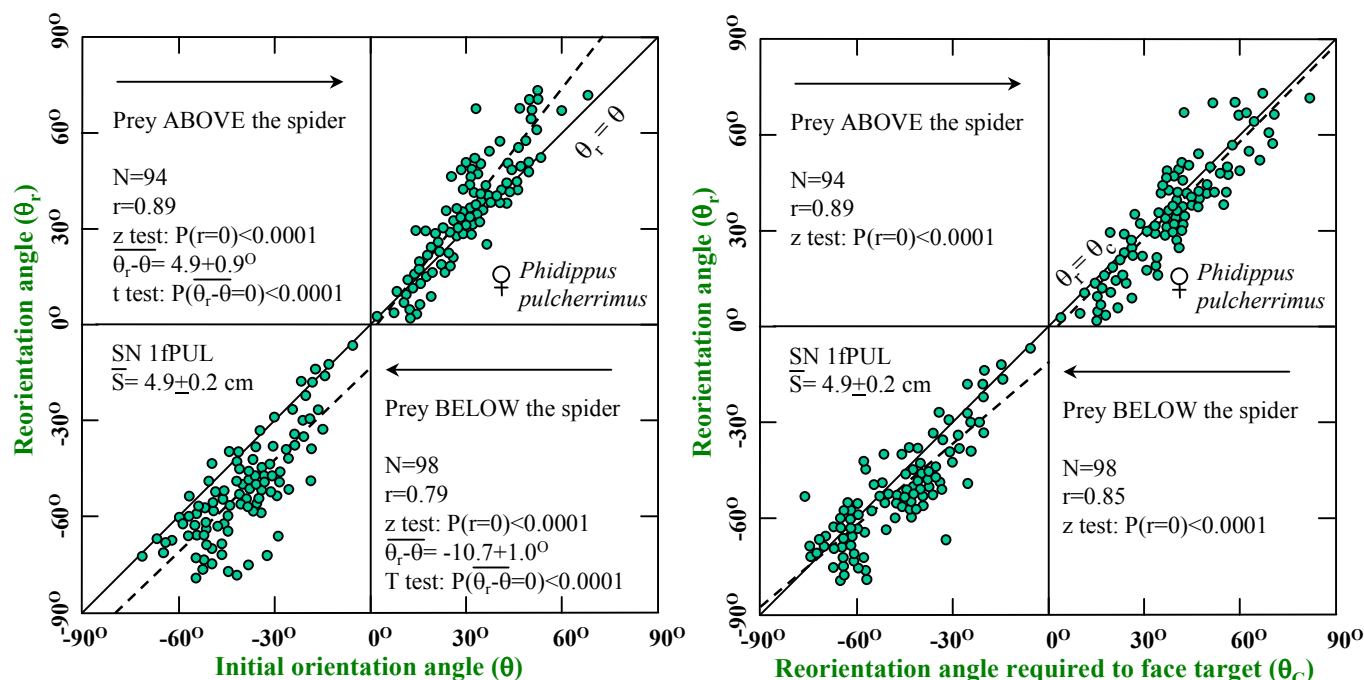 90º
60º
30º
0º
-30º
-60º
-90º
Reorientation angle (θr)
Prey ABOVE the spider
N=94
r=0.89
z test: P(r=0)<0.0001
θr-θ= 4.9+0.9º
t test: P(θr-θ=0)<0.0001
θr = θ
♀ Phidippus
pulcherrimus
SN 1fPUL
S= 4.9±0.2 cm
Prey BELOW the spider
N=98
r=0.79
z test: P(r=0)<0.0001
θr-θ= -10.7+1.0º
T test: P(θr-θ=0)<0.0001
-90º -60º -30º 0º 30º 60º 90º
Initial orientation angle (θ)
90º
60º
30º
0º
-30º
-60º
-90º
Reorientation angle (θr)
Prey ABOVE the spider
N=94
r=0.89
z test: P(r=0)<0.0001
θr = θc
♀ Phidippus
pulcherrimus
SN 1fPUL
S= 4.9±0.2 cm
Prey BELOW the spider
N=98
r=0.85
z test: P(r=0)<0.0001
-90º -60º -30º 0º 30º 60º 90º
Reorientation angle required to face target (θC)